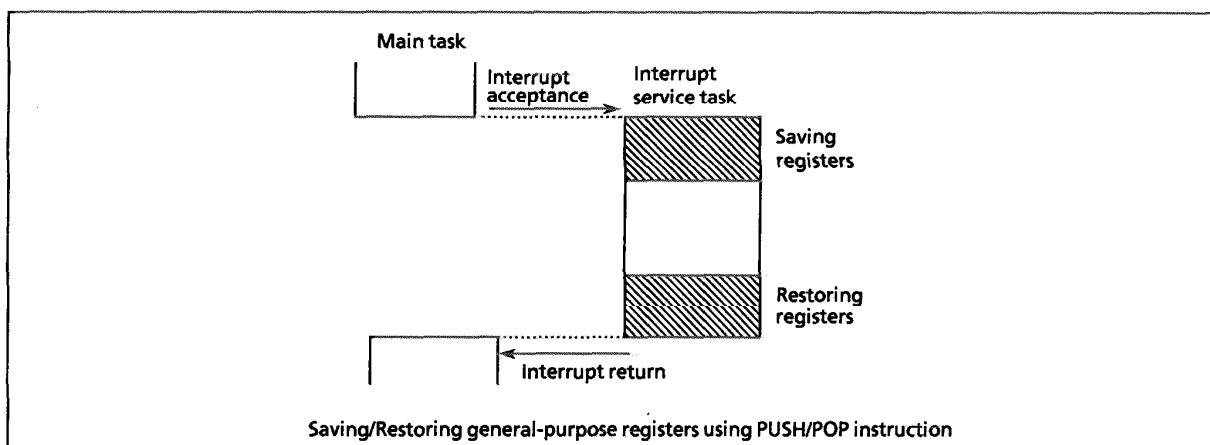 Main task
Interrupt
acceptance
Interrupt
service task
Saving
registers
Restoring
registers
Interrupt return
Saving/Restoring general-purpose registers using PUSH/POP instruction